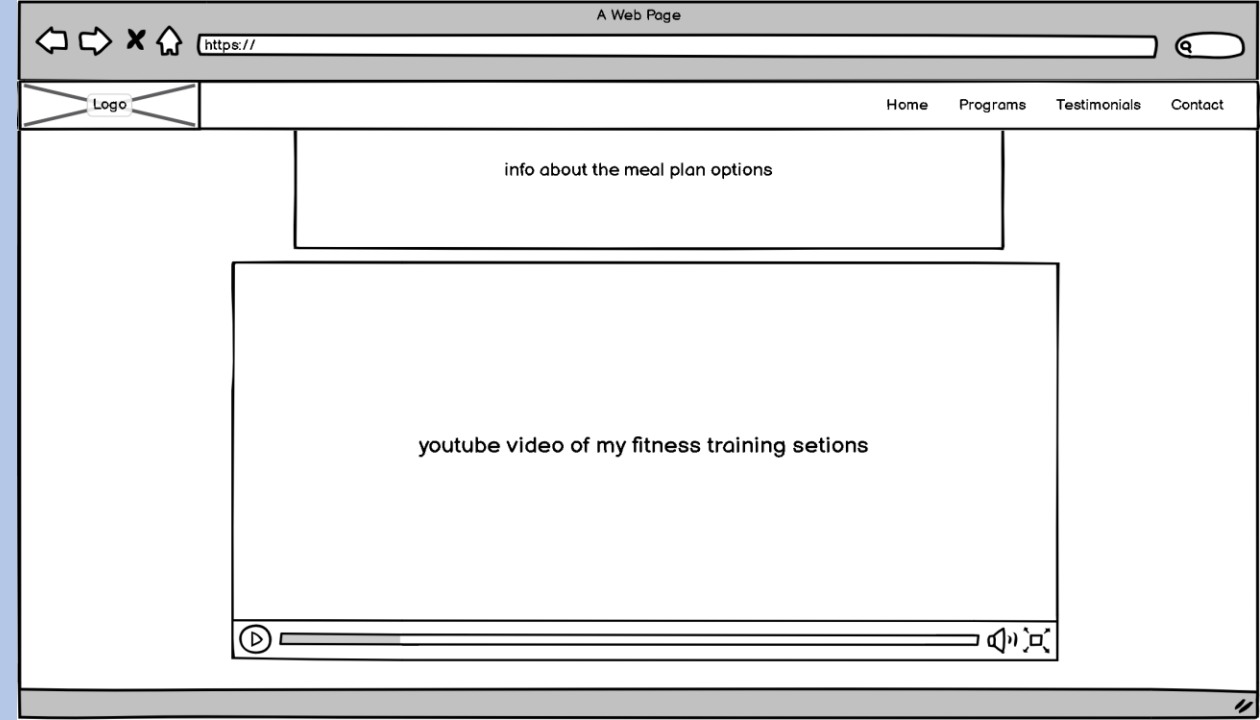 A Web Page
https://
Logo
Home Programs Testimonials Contact
info about the meal plan options
youtube video of my fitness training setions